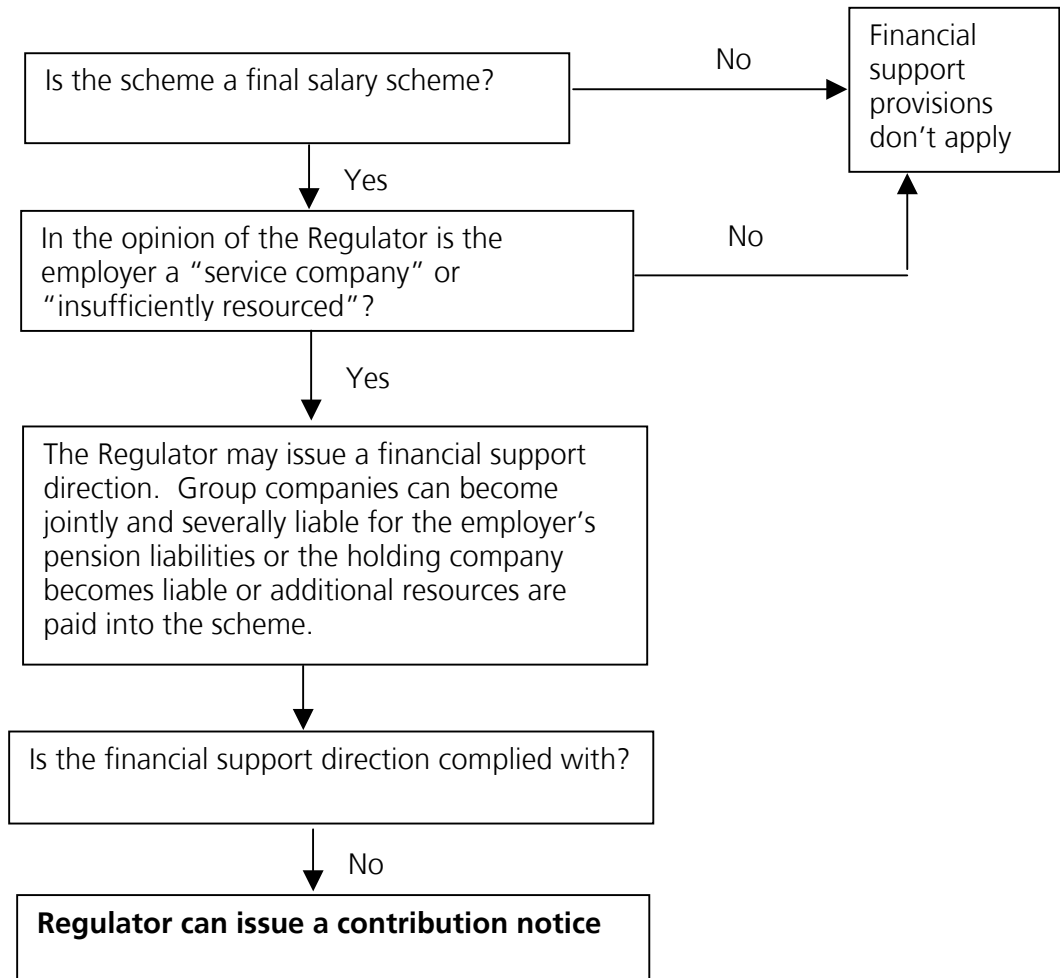 Is the scheme a final salary scheme?
No
Financial
support
provisions
don't apply
Yes
In the opinion of the Regulator is the
employer a “service company” or
“insufficiently resourced”?
No
Yes
The Regulator may issue a financial support
direction.  Group companies can become
jointly and severally liable for the employer’s
pension liabilities or the holding company
becomes liable or additional resources are
paid into the scheme.
Is the financial support direction complied with?
No
Regulator can issue a contribution notice